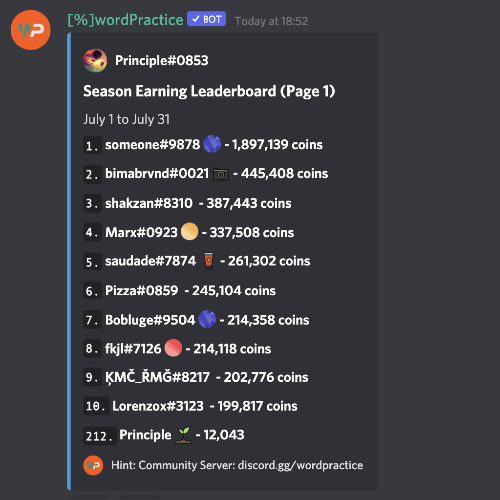 [%]wordPractice ✓ BOT Today at 18:52
WP
Principle#0853
Season Earning Leaderboard (Page 1)
July 1 to July 31
1. someone#9878 - 1,897,139 coins
2. bimabrvnd#0021 - 445,408 coins
3. shakzan#8310 - 387,443 coins
4. Marx#0923 - 337,508 coins
5. saudade#7874 - 261,302 coins
6. Pizza#0859 - 245,104 coins
7. Bobluge#9504 - 214,358 coins
8. fkjl#7126 - 214,118 coins
9. ĶMČ_ŘMĞ#8217 - 202,776 coins
10. Lorenzox#3123 - 199,817 coins
212. Principle - 12,043
WP Hint: Community Server: discord.gg/wordpractice